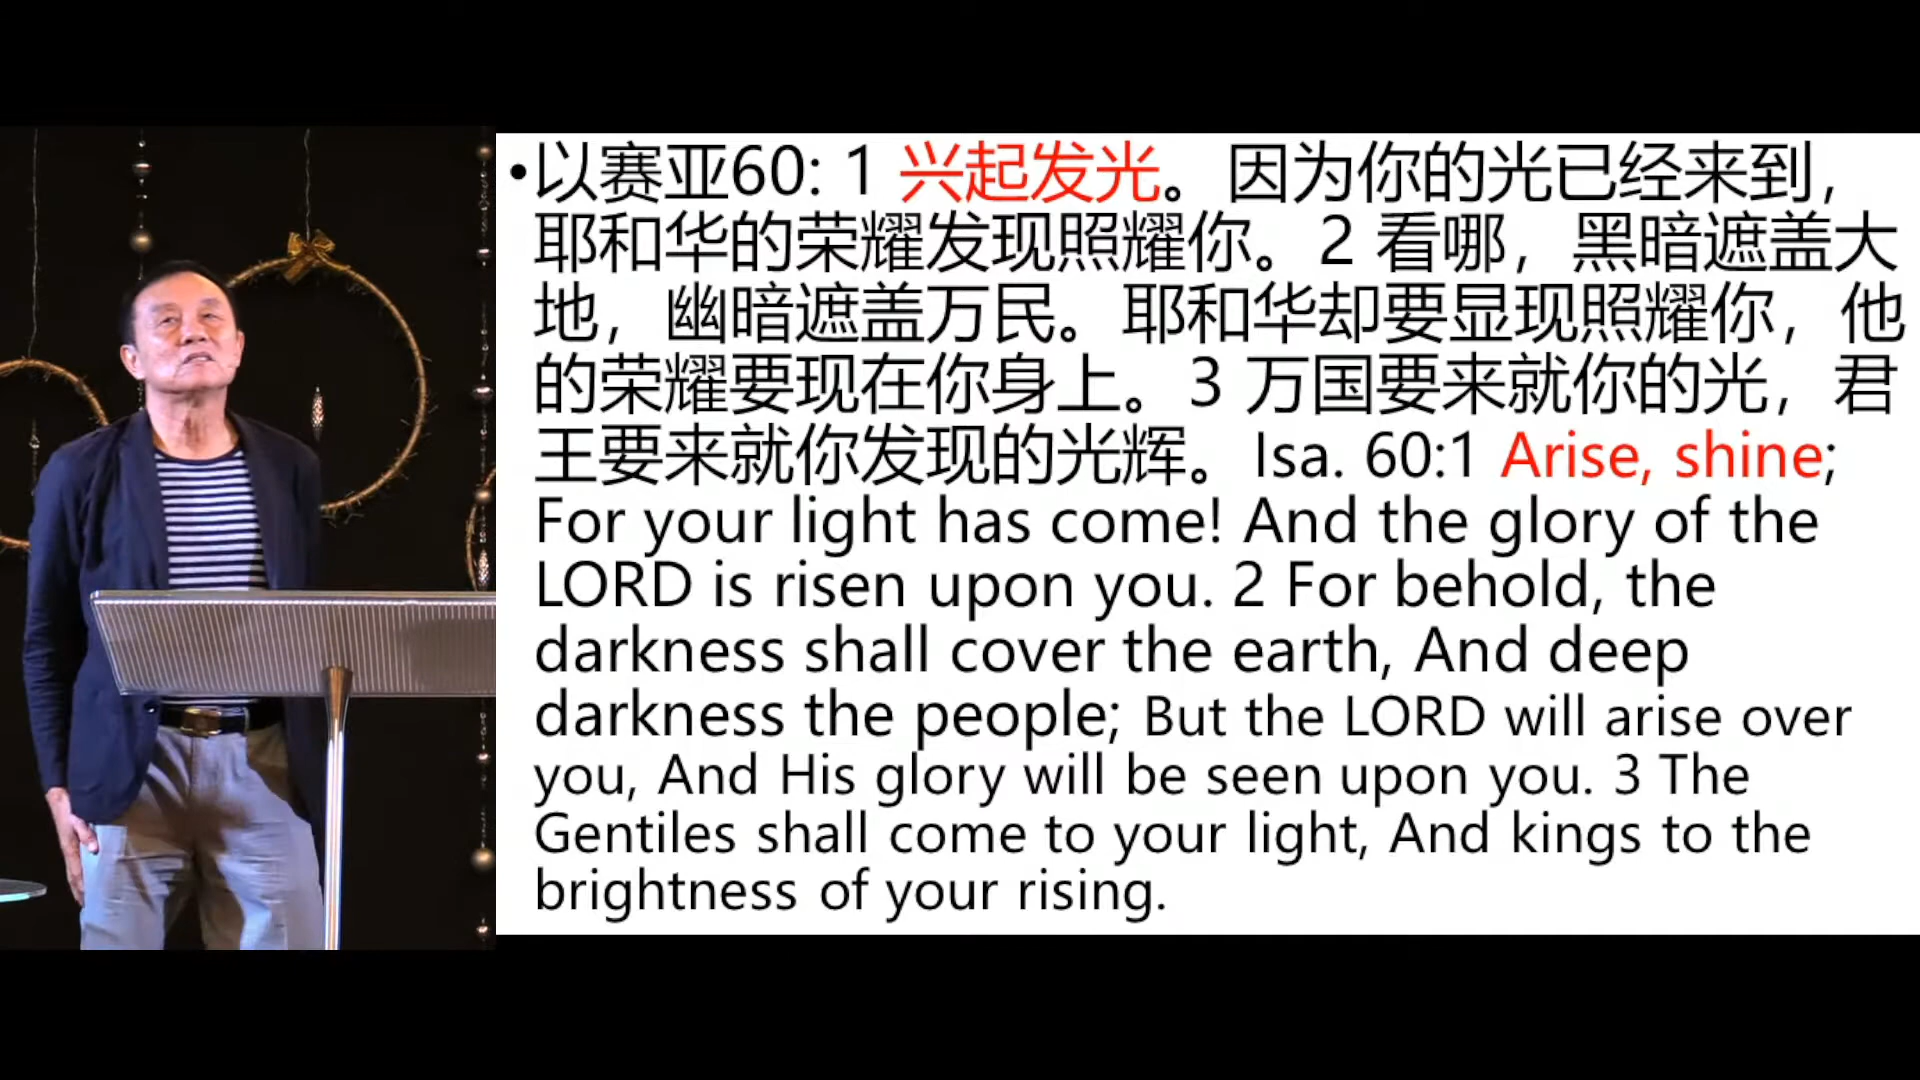 •以赛亚60: 1 兴起发光。因为你的光已经来到，
耶和华的荣耀发现照耀你。2 看哪，黑暗遮盖大
地，幽暗遮盖万民。耶和华却要显现照耀你，他
的荣耀要现在你身上。3 万国要来就你的光，君
王要来就你发现的光辉。Isa. 60:1 Arise, shine;
For your light has come! And the glory of the
LORD is risen upon you. 2 For behold, the
darkness shall cover the earth, And deep
darkness the people; But the LORD will arise over
you, And His glory will be seen upon you. 3 The
Gentiles shall come to your light, And kings to the
brightness of your rising.